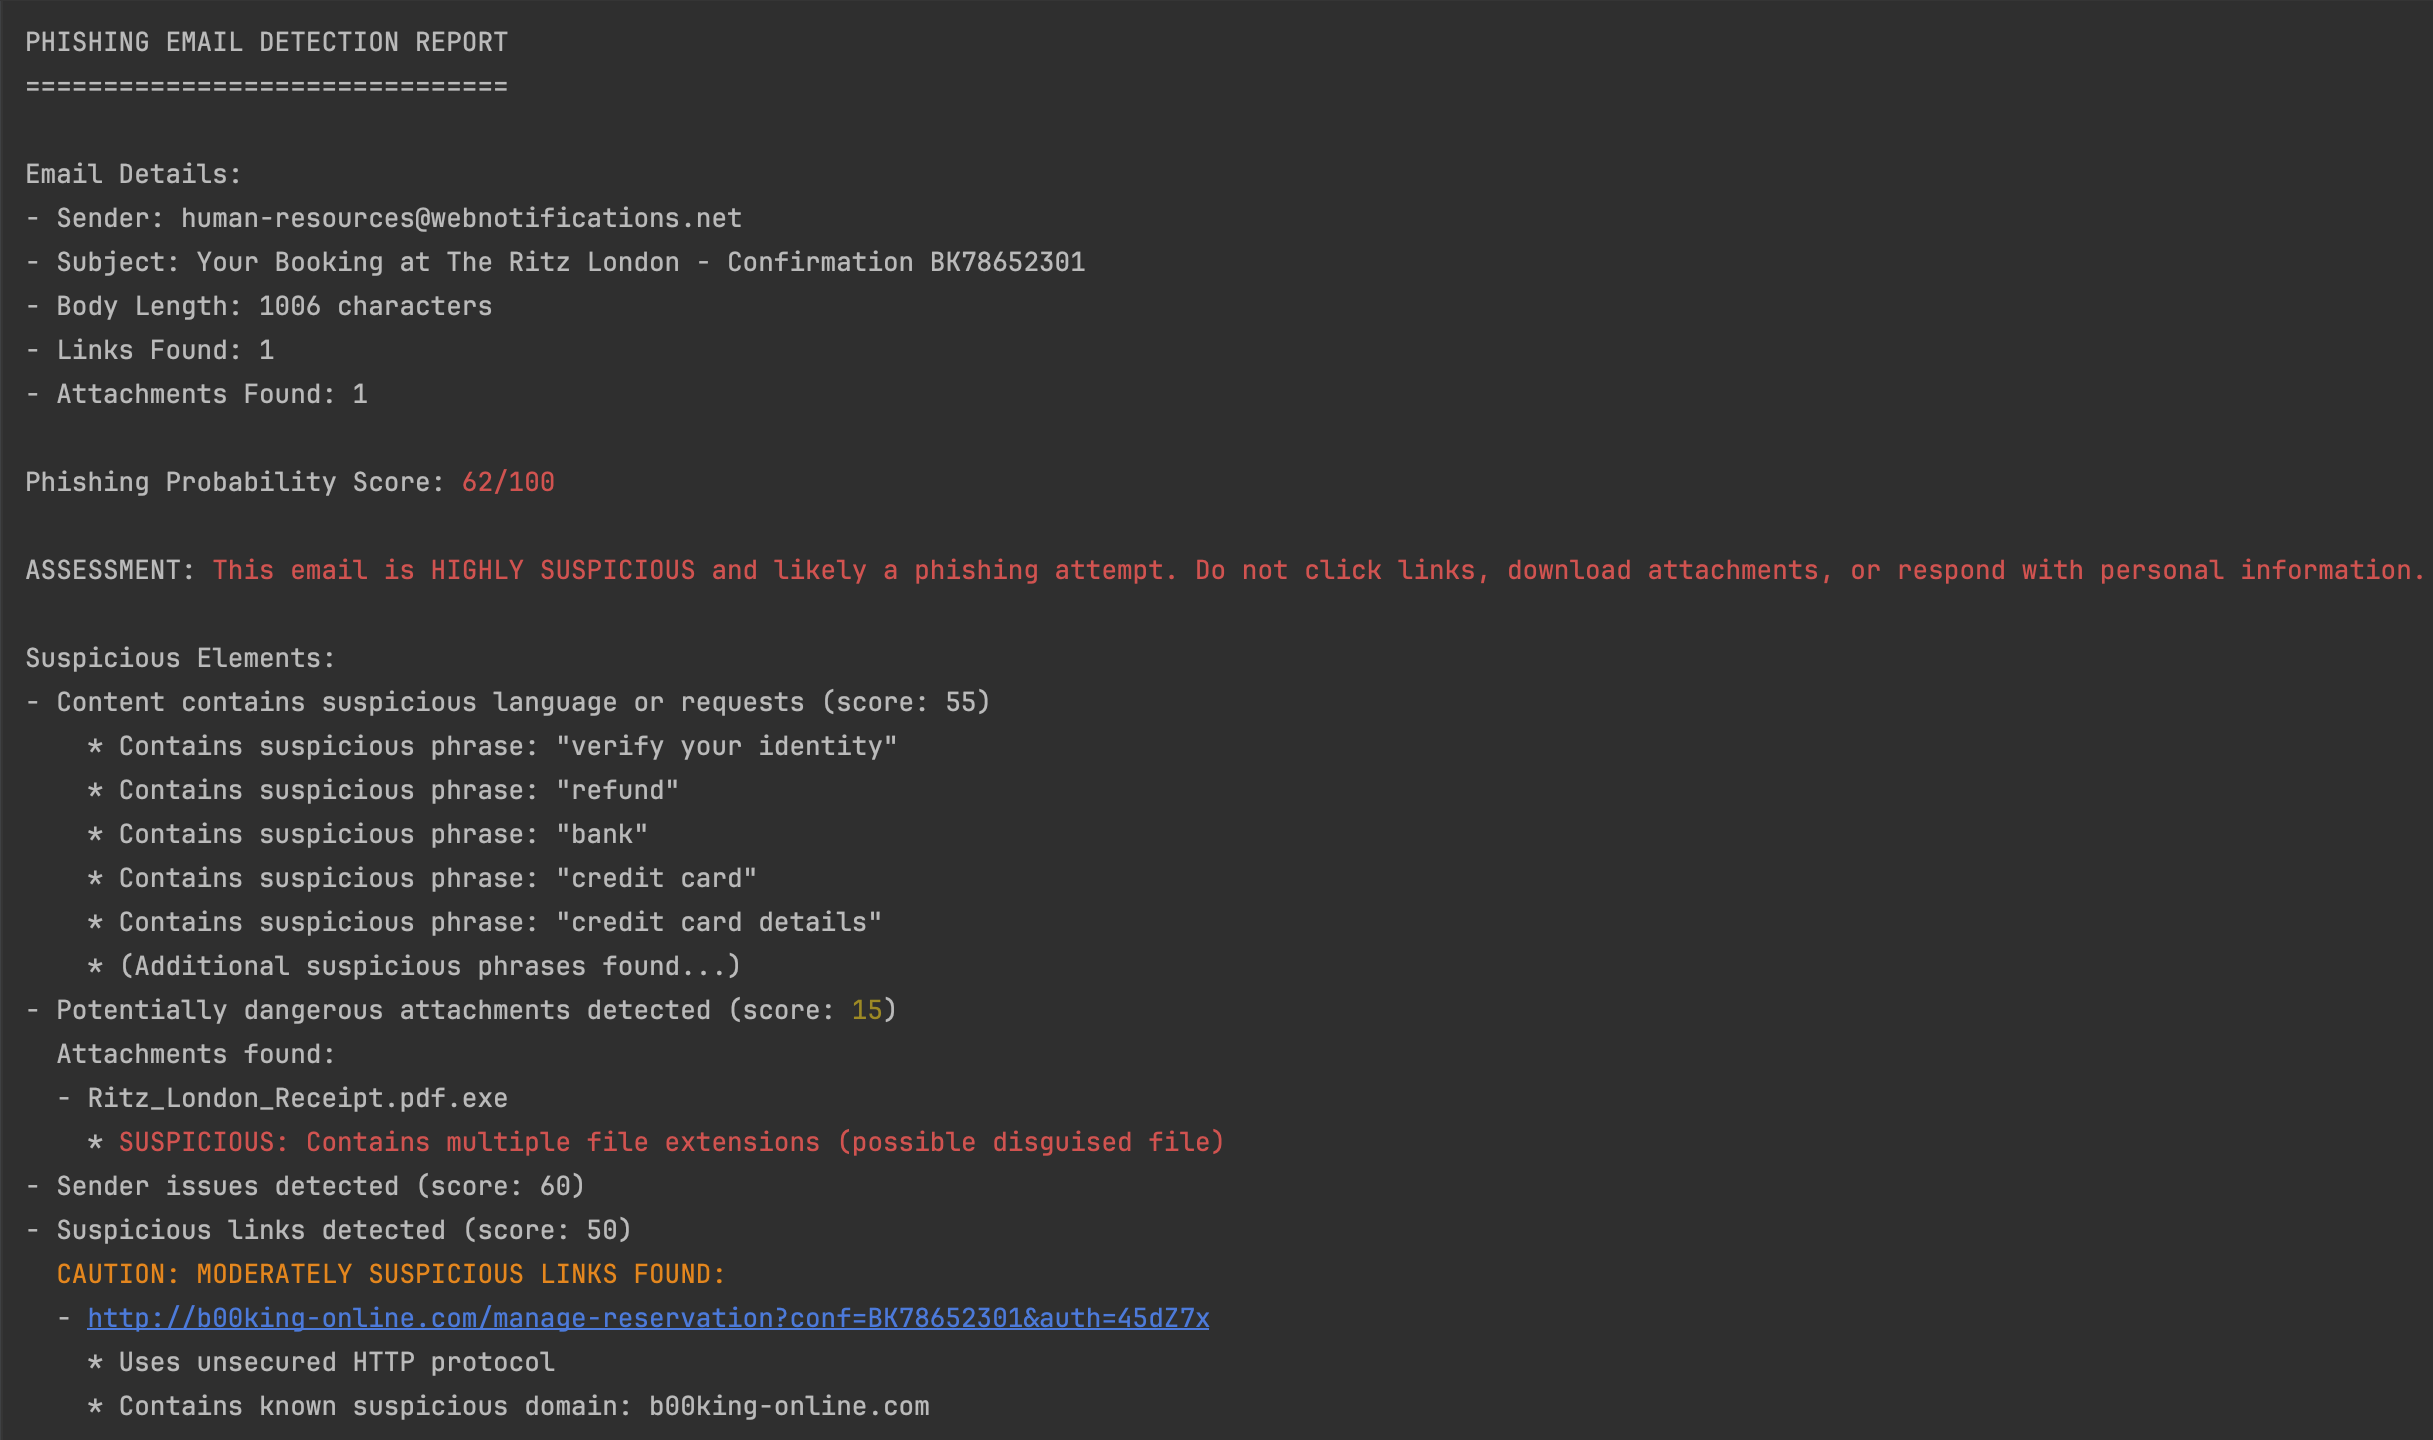 PHISHING EMAIL DETECTION REPORT
===============================
Email Details:
- Sender: human-resources@webnotifications.net
- Subject: Your Booking at The Ritz London - Confirmation BK78652301
- Body Length: 1006 characters
- Links Found: 1
- Attachments Found: 1
Phishing Probability Score: 62/100
ASSESSMENT: This email is HIGHLY SUSPICIOUS and likely a phishing attempt. Do not click links, download attachments, or respond with personal information.
Suspicious Elements:
- Content contains suspicious language or requests (score: 55)
    * Contains suspicious phrase: "verify your identity"
    * Contains suspicious phrase: "refund"
    * Contains suspicious phrase: "bank"
    * Contains suspicious phrase: "credit card"
    * Contains suspicious phrase: "credit card details"
    * (Additional suspicious phrases found...)
- Potentially dangerous attachments detected (score: 15)
  Attachments found:
  - Ritz_London_Receipt.pdf.exe
    * SUSPICIOUS: Contains multiple file extensions (possible disguised file)
- Sender issues detected (score: 60)
- Suspicious links detected (score: 50)
  CAUTION: MODERATELY SUSPICIOUS LINKS FOUND:
  - http://b00king-online.com/manage-reservation?conf=BK78652301&auth=45dZ7x
    * Uses unsecured HTTP protocol
    * Contains known suspicious domain: b00king-online.com